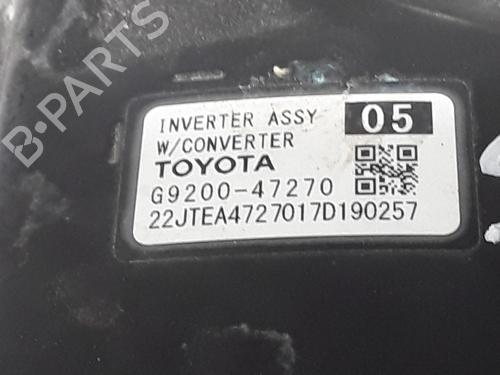 B-PARTS
INVERTER ASSY 05
W/CONVERTER
TOYOTA
G9200-47270
22JTEA4727017D190257